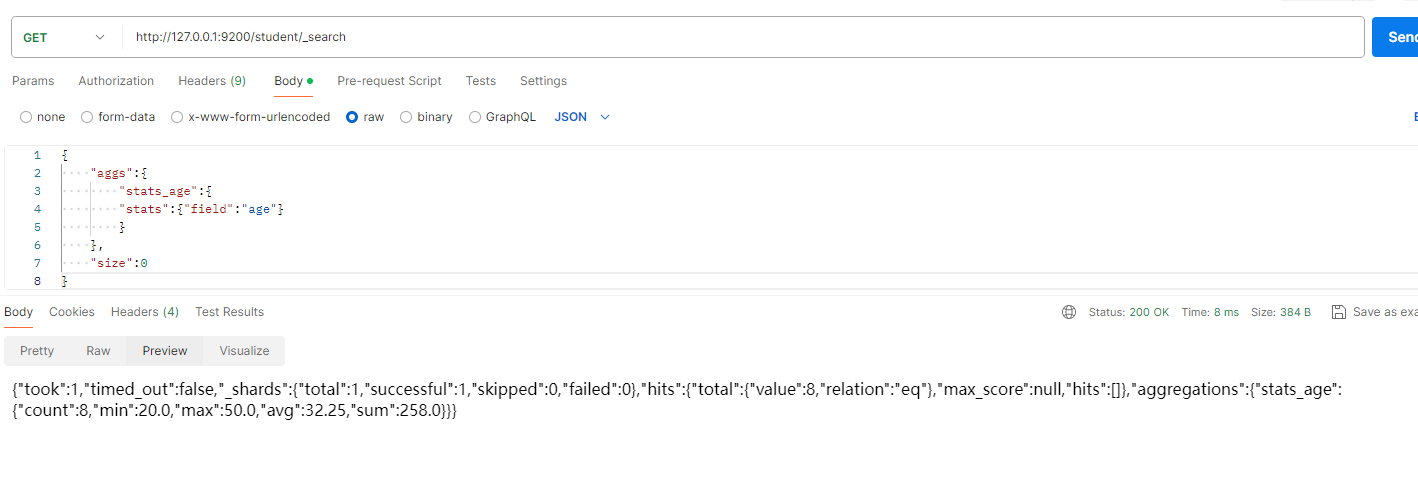 GET http://127.0.0.1:9200/student/_search Send
Params Authorization Headers (9) Body Pre-request Script Tests Settings
none form-data x-www-form-urlencoded raw binary GraphQL JSON
1 {
2 "aggs":{
3 "stats_age":{
4 "stats":{"field":"age"}
5 }
6 },
7 "size":0
8 }
Body Cookies Headers (4) Test Results Status: 200 OK Time: 8 ms Size: 384 B Save as exa
Pretty Raw Preview Visualize
{"took":1,"timed_out":false,"_shards":{"total":1,"successful":1,"skipped":0,"failed":0},"hits":{"total":{"value":8,"relation":"eq"},"max_score":null,"hits":[]},"aggregations":{"stats_age":
{"count":8,"min":20.0,"max":50.0,"avg":32.25,"sum":258.0}}}